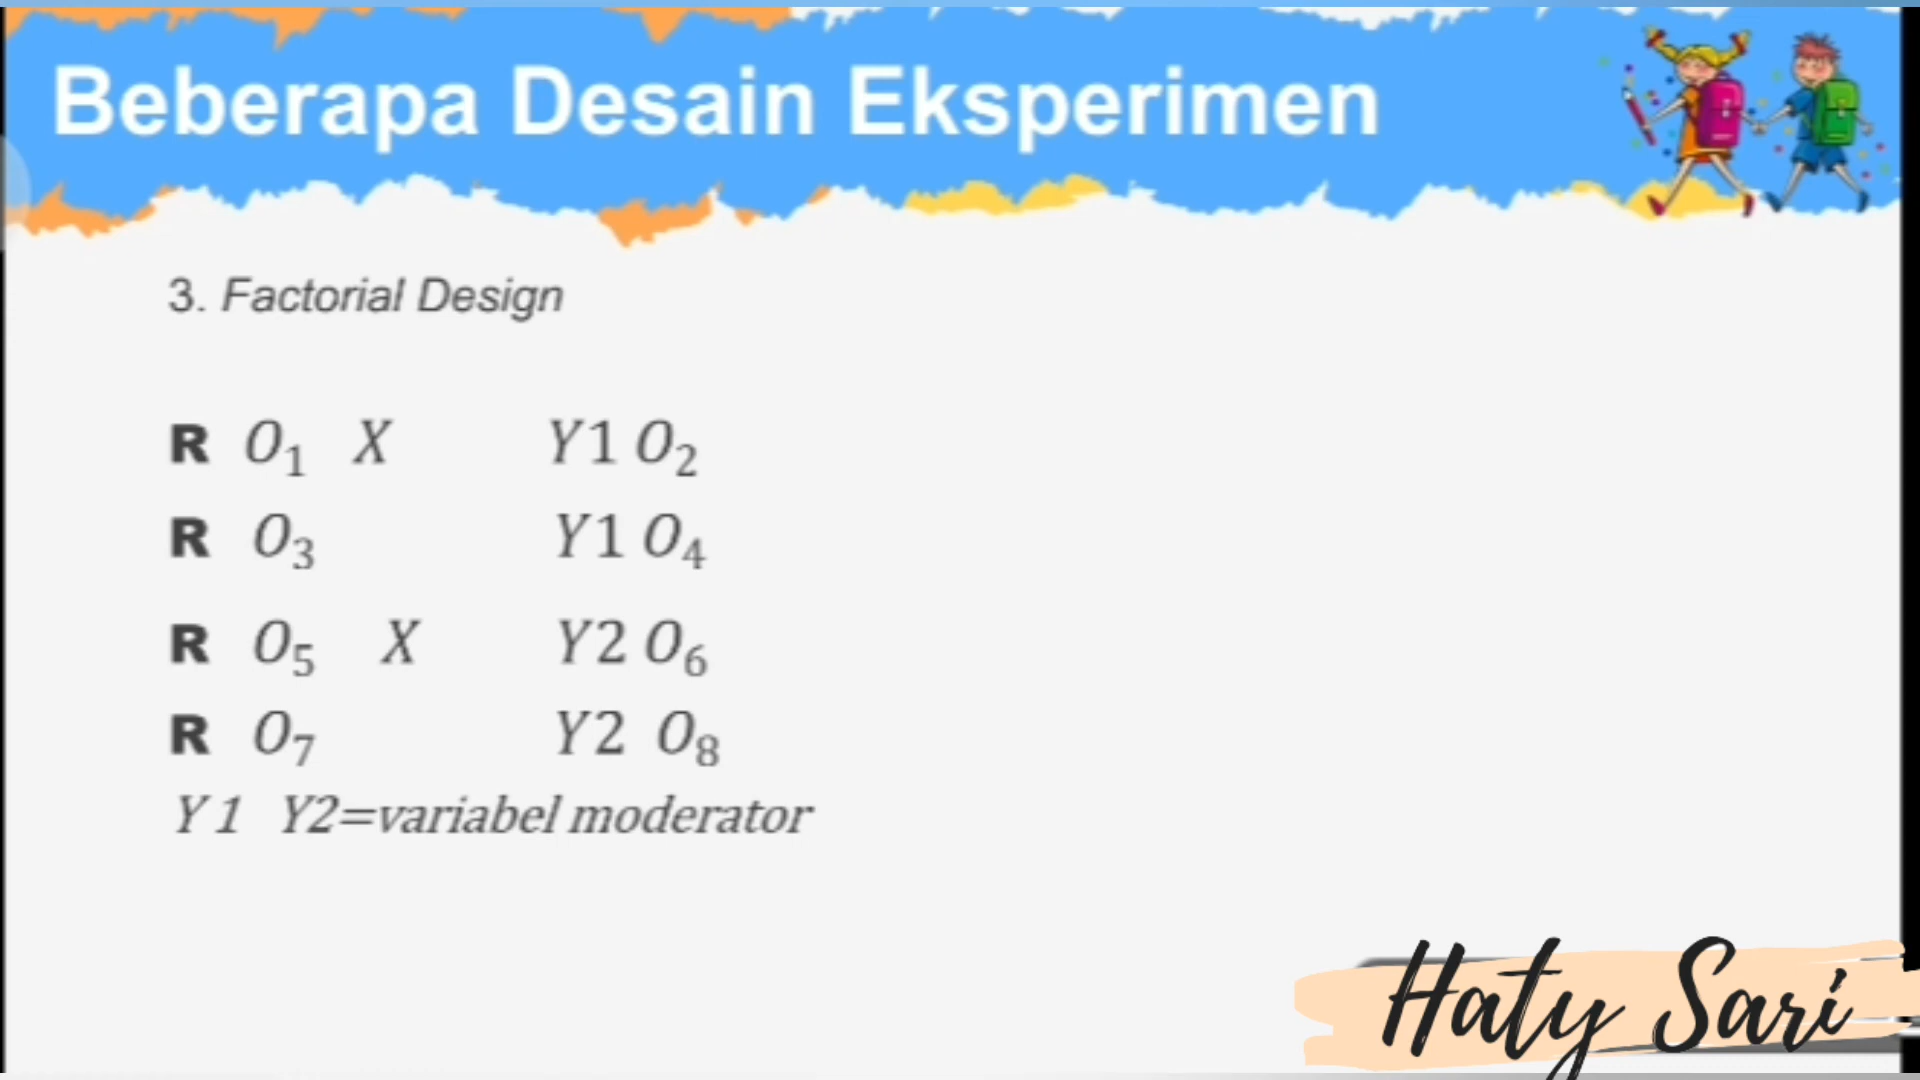 Beberapa Desain Eksperimen
3. Factorial Design
R O₁ X Y1 O₂
R O₃ Y1 O₄
R O₅ X Y2 O₆
R O₇ Y2 O₈
Y1 Y2=variabel moderator
Haty Sari